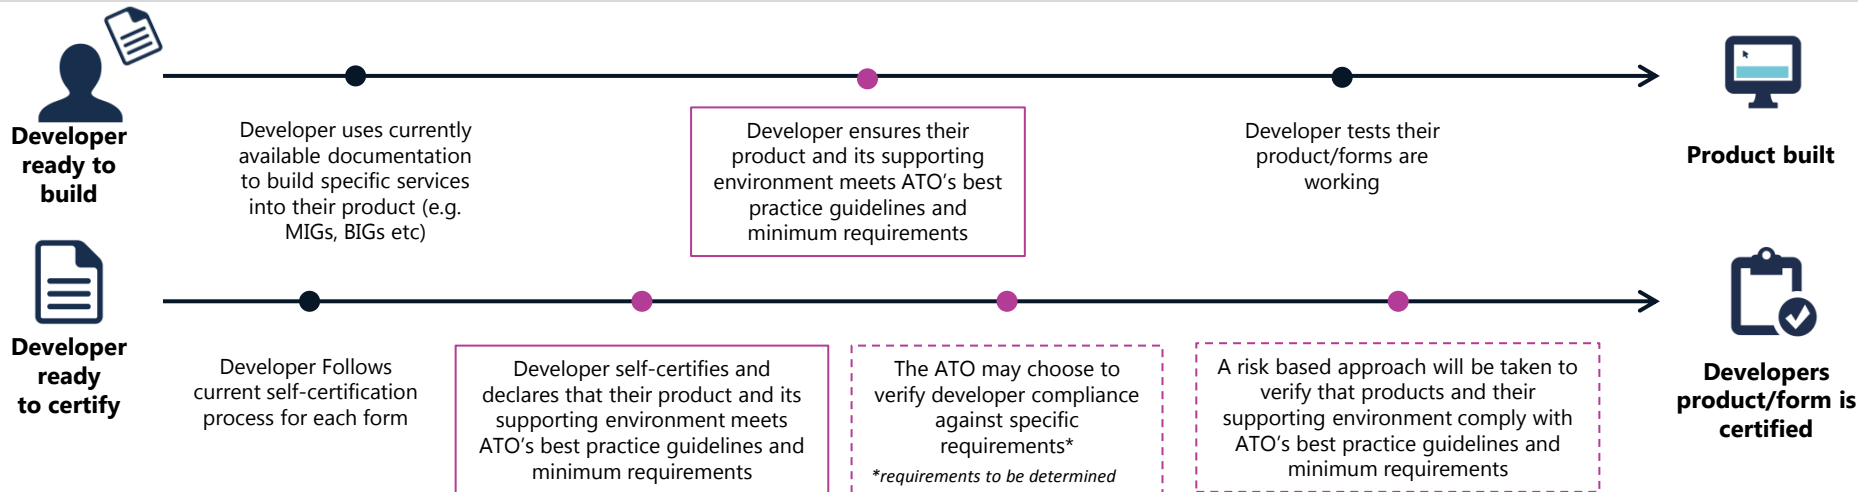 Developer
ready to
build
Developer uses currently
available documentation
to build specific services
into their product (e.g.
MIGs, BIGs etc)
Developer ensures their
product and its supporting
environment meets ATO’s best
practice guidelines and
minimum requirements
Developer tests their
product/forms are
working
Product built
Developer
ready
to certify
Developer Follows
current self-certification
process for each form
Developer self-certifies and
declares that their product and its
supporting environment meets
ATO’s best practice guidelines and
minimum requirements
The ATO may choose to
verify developer compliance
against specific
requirements*
*requirements to be determined
A risk based approach will be taken to
verify that products and their
supporting environment comply with
ATO’s best practice guidelines and
minimum requirements
Developers
product/form is
certified